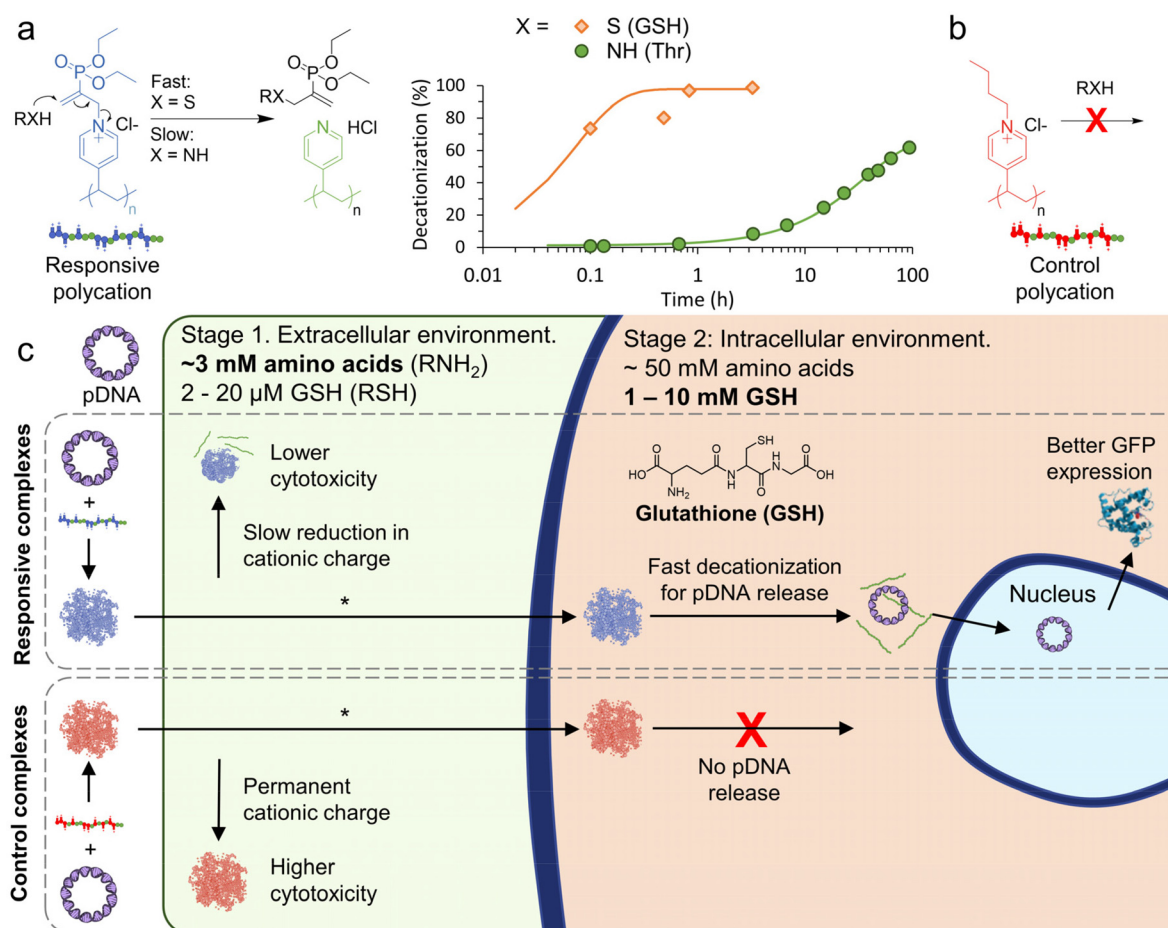 a
X = S (GSH)
NH (Thr)
b
O
O
P
O
RXH
N
+
Cl-
n
Fast:
X = S
Slow:
X = NH
O
O
P
O
RX
N
HCl
n
Responsive
polycation
Decationization (%)
100
80
60
40
20
0
0.01
0.1
1
10
100
Time (h)
N
+
Cl-
n
RXH
X
Control
polycation
c
pDNA
Stage 1. Extracellular environment.
~3 mM amino acids (RNH₂)
2 - 20 µM GSH (RSH)
Stage 2: Intracellular environment.
~ 50 mM amino acids
1 – 10 mM GSH
Responsive complexes
+
Lower
cytotoxicity
Slow reduction in
cationic charge
*
HO
O
NH₂
O
N
H
SH
O
H
N
O
OH
Glutathione (GSH)
Fast decationization
for pDNA release
Better GFP
expression
Nucleus
Control complexes
+
*
Permanent
cationic charge
Higher
cytotoxicity
X
No pDNA
release